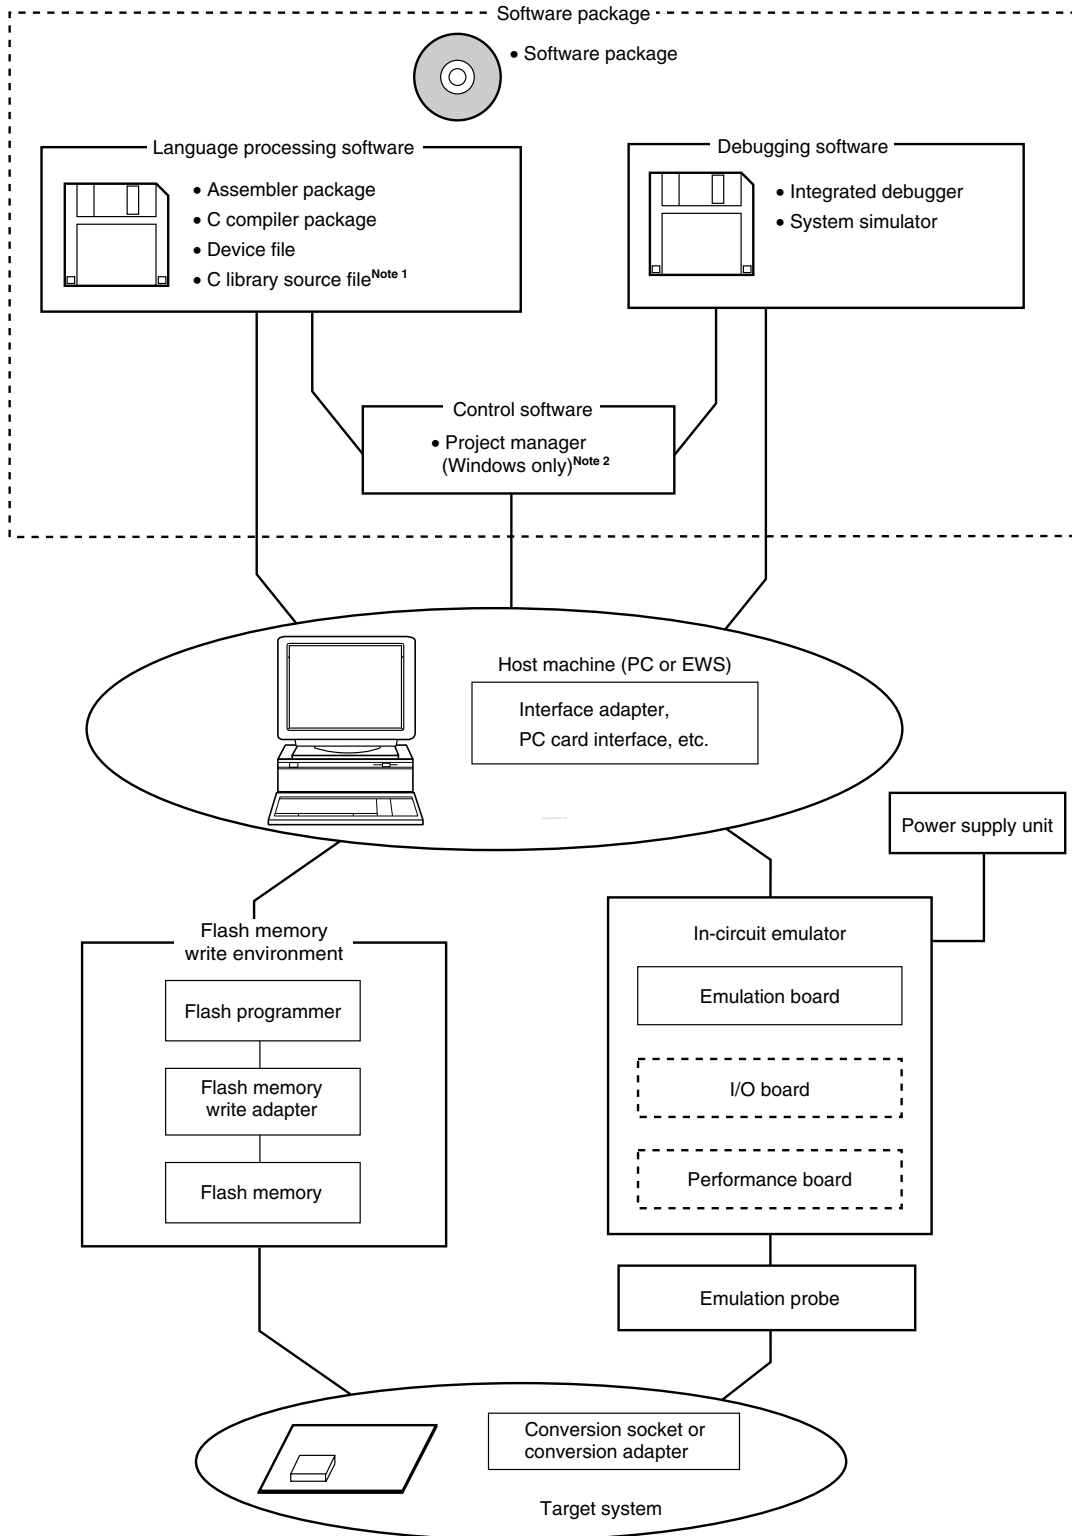 Software package
• Software package
Language processing software
• Assembler package
• C compiler package
• Device file
• C library source fileNote 1
Debugging software
• Integrated debugger
• System simulator
Control software
• Project manager
(Windows only)Note 2
Host machine (PC or EWS)
Interface adapter,
PC card interface, etc.
Power supply unit
Flash memory
write environment
Flash programmer
Flash memory
write adapter
Flash memory
In-circuit emulator
Emulation board
I/O board
Performance board
Emulation probe
Conversion socket or
conversion adapter
Target system